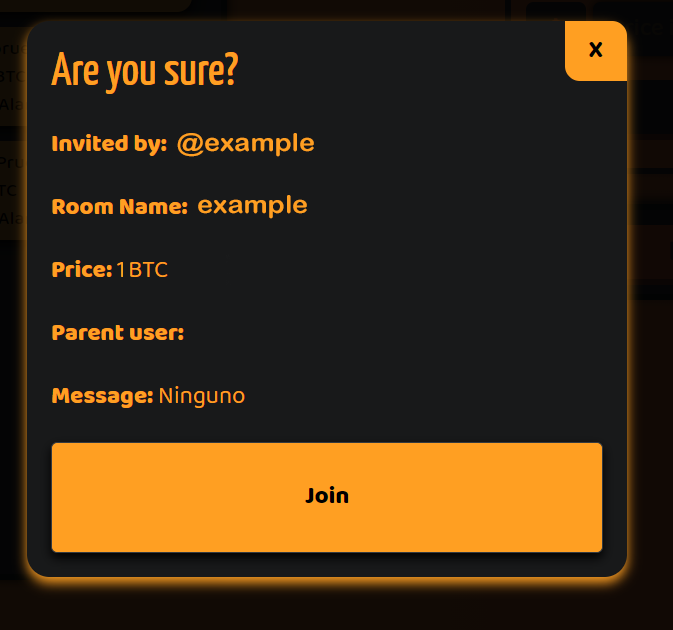 Are you sure?
X
Invited by: @example
Room Name: example
Price: 1 BTC
Parent user:
Message: Ninguno
Join